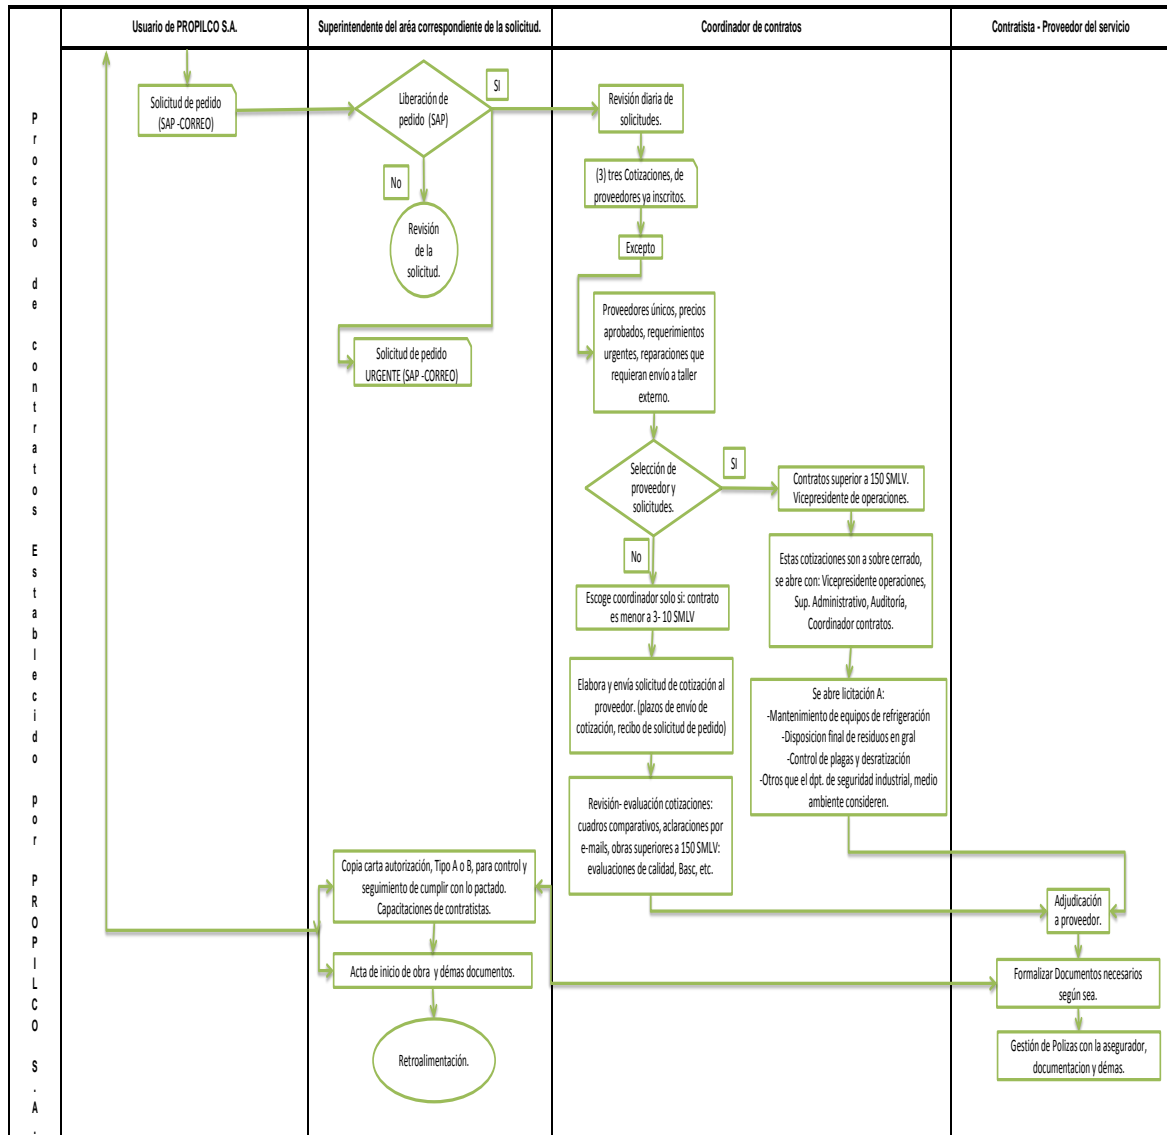 Usuario de PROPILCO S.A.
Superintendente del aréa correspondiente de la solicitud.
Coordinador de contratos
Contratista - Proveedor del servicio
Proceso de contratos Establecido por PROPILCO S.A.
Solicitud de pedido
(SAP -CORREO)
Liberación de
pedido (SAP)
SI
No
Revisión
de la
solicitud.
Solicitud de pedido
URGENTE (SAP -CORREO)
Revisión diaria de
solicitudes.
(3) tres Cotizaciones, de
proveedores ya inscritos.
Excepto
Proveedores únicos, precios
aprobados, requerimientos
urgentes, reparaciones que
requieran envío a taller
externo.
Selección de
proveedor y
solicitudes.
SI
No
Contratos superior a 150 SMLV.
Vicepresidente de operaciones.
Estas cotizaciones son a sobre cerrado,
se abre con: Vicepresidente operaciones,
Sup. Administrativo, Auditoría,
Coordinador contratos.
Escoge coordinador solo si: contrato
es menor a 3- 10 SMLV
Elabora y envía solicitud de cotización al
proveedor. (plazos de envío de
cotización, recibo de solicitud de pedido)
Se abre licitación A:
-Mantenimiento de equipos de refrigeración
-Disposicion final de residuos en gral
-Control de plagas y desratización
-Otros que el dpt. de seguridad industrial, medio
ambiente consideren.
Revisión- evaluación cotizaciones:
cuadros comparativos, aclaraciones por
e-mails, obras superiores a 150 SMLV:
evaluaciones de calidad, Basc, etc.
Copia carta autorización, Tipo A o B, para control y
seguimiento de cumplir con lo pactado.
Capacitaciones de contratistas.
Adjudicación
a proveedor.
Acta de inicio de obra y démas documentos.
Formalizar Documentos necesarios
según sea.
Retroalimentación.
Gestión de Polizas con la asegurador,
documentacion y démas.